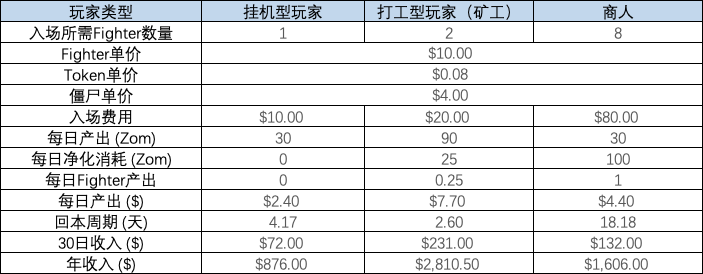 玩家类型 挂机型玩家 打工型玩家（矿工） 商人
入场所需Fighter数量 1 2 8
Fighter单价 $10.00
Token单价 $0.08
僵尸单价 $4.00
入场费用 $10.00 $20.00 $80.00
每日产出 (Zom) 30 90 30
每日净化消耗 (Zom) 0 25 100
每日Fighter产出 0 0.25 1
每日产出 ($) $2.40 $7.70 $4.40
回本周期 (天) 4.17 2.60 18.18
30日收入 ($) $72.00 $231.00 $132.00
年收入 ($) $876.00 $2,810.50 $1,606.00